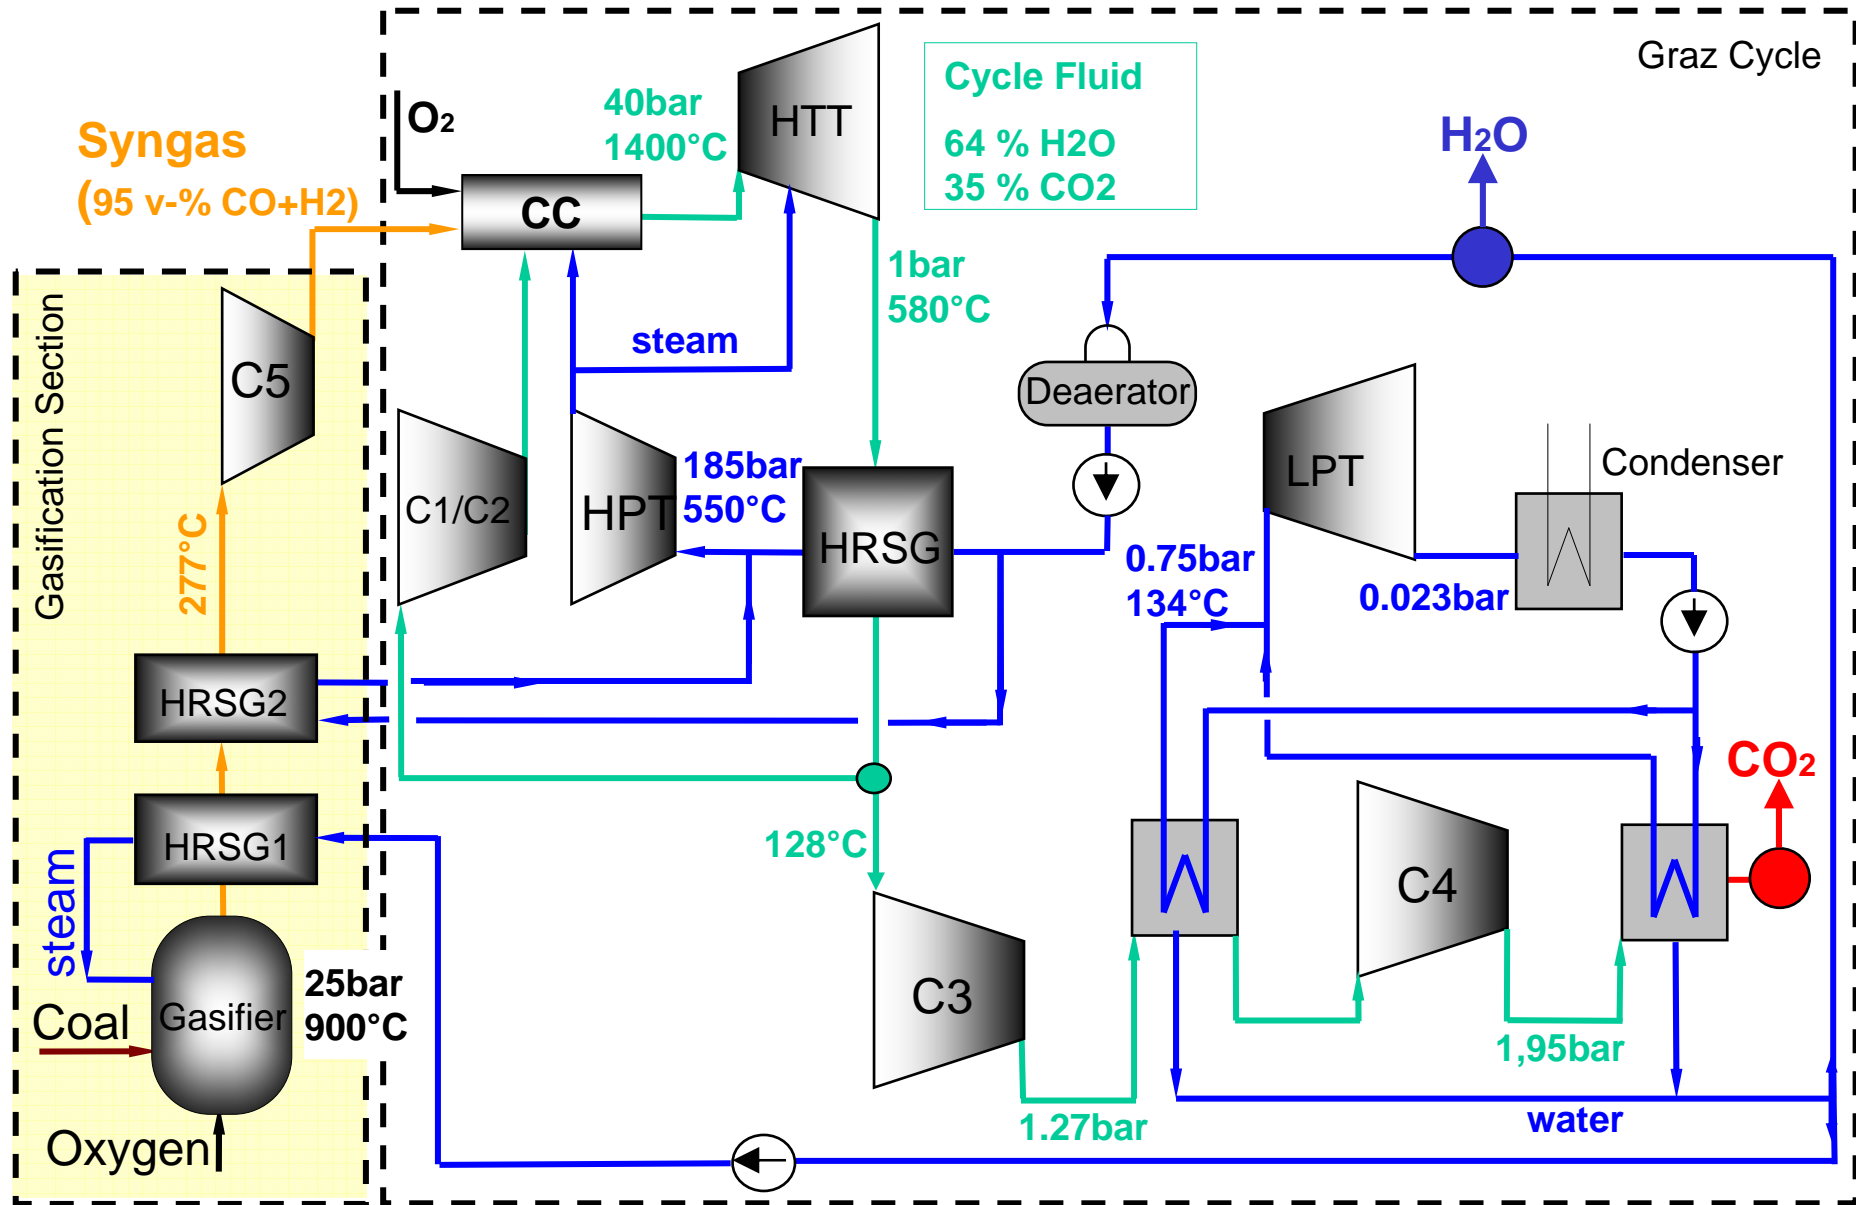 Graz Cycle
Cycle Fluid
64 % H2O
35 % CO2
HTT
40bar
1400°C
O2
Syngas
(95 v-% CO+H2)
CC
H2O
1bar
580°C
steam
Gasification Section
C5
Deaerator
LPT
Condenser
C1/C2
HPT
185bar
550°C
HRSG
0.75bar
134°C
0.023bar
277°C
HRSG2
CO2
HRSG1
128°C
C4
steam
C3
25bar
900°C
Gasifier
Coal
1,95bar
1.27bar
water
Oxygen